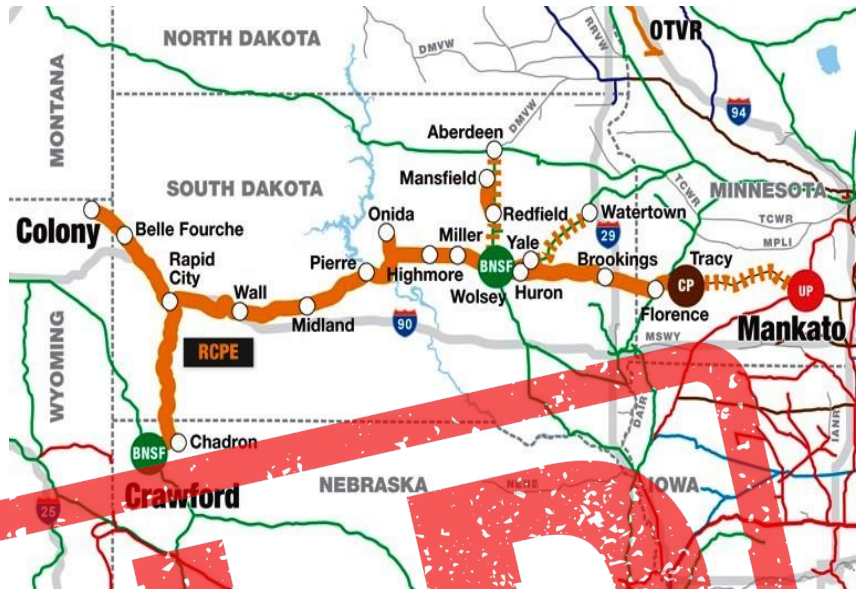 NORTH DAKOTA
DMVW
RRVW
OTVR
MONTANA
94
Aberdeen
DMVW
Mansfield
SOUTH DAKOTA
TCWR
MINNESOTA
Onida
Redfield
Watertown
TCWR
Colony
Belle Fourche
Miller
Yale
29
MPLI
Rapid
City
Pierre
Highmore
BNSF
Brookings
Tracy
CP
UP
Wall
Wolsey
Huron
Florence
Mankato
Midland
90
MSWY
WYOMING
RCPE
DAIR
IANR
Chadron
BNSF
Crawford
NEBRASKA
IOWA
25